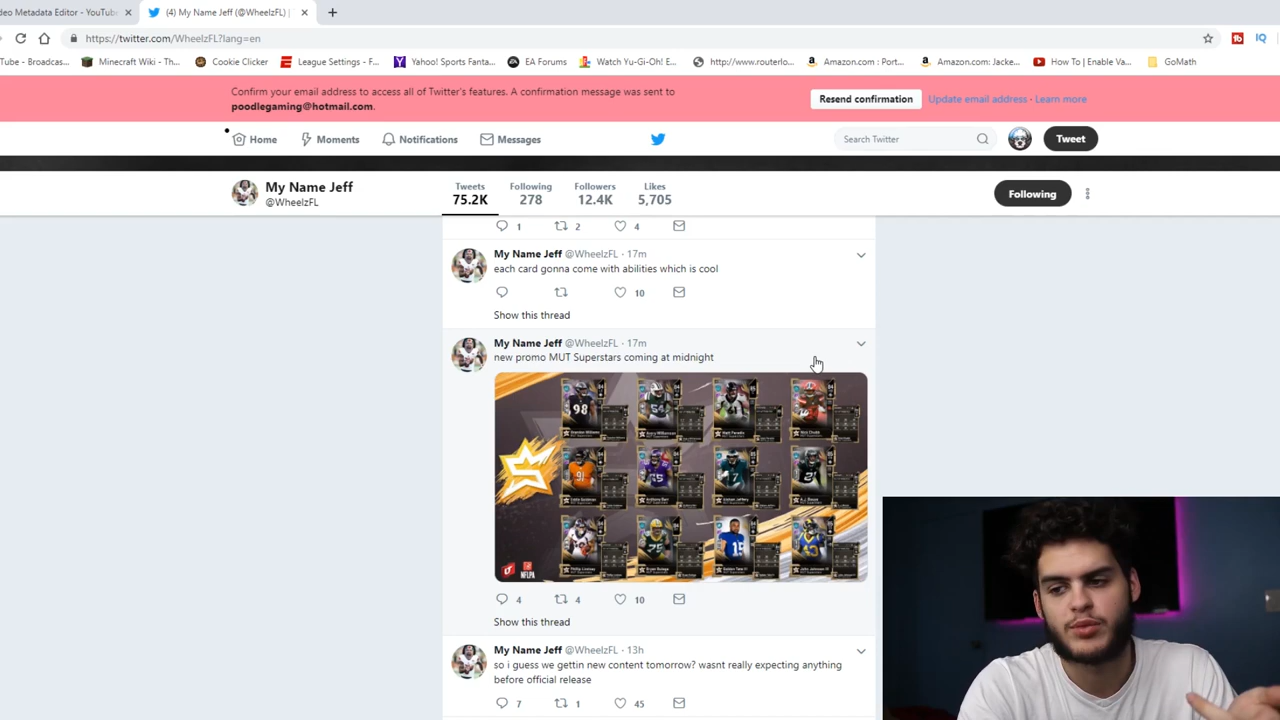 deo Metadata Editor - YouTub
(4) My Name Jeff (@WheelzFL) |
https://twitter.com/WheelzFL?lang=en
Tube - Broadcas...
Minecraft Wiki - Th...
Cookie Clicker
League Settings - F...
Yahoo! Sports Fanta...
EA Forums
Watch Yu-Gi-Oh! E...
http://www.routerlo...
Amazon.com : Port...
Amazon.com: Jacke...
How To | Enable Va...
GoMath
Confirm your email address to access all of Twitter's features. A confirmation message was sent to
poodlegaming@hotmail.com.
Resend confirmation
Update email address · Learn more
Home
Moments
Notifications
Messages
Search Twitter
Tweet
My Name Jeff
@WheelzFL
Tweets
75.2K
Following
278
Followers
12.4K
Likes
5,705
Following
1
2
4
My Name Jeff @WheelzFL · 17m
each card gonna come with abilities which is cool
10
Show this thread
My Name Jeff @WheelzFL · 17m
new promo MUT Superstars coming at midnight
98
54
91
75
15
NFLPA
4
4
10
Show this thread
My Name Jeff @WheelzFL · 13h
so i guess we gettin new content tomorrow? wasnt really expecting anything
before official release
7
1
45